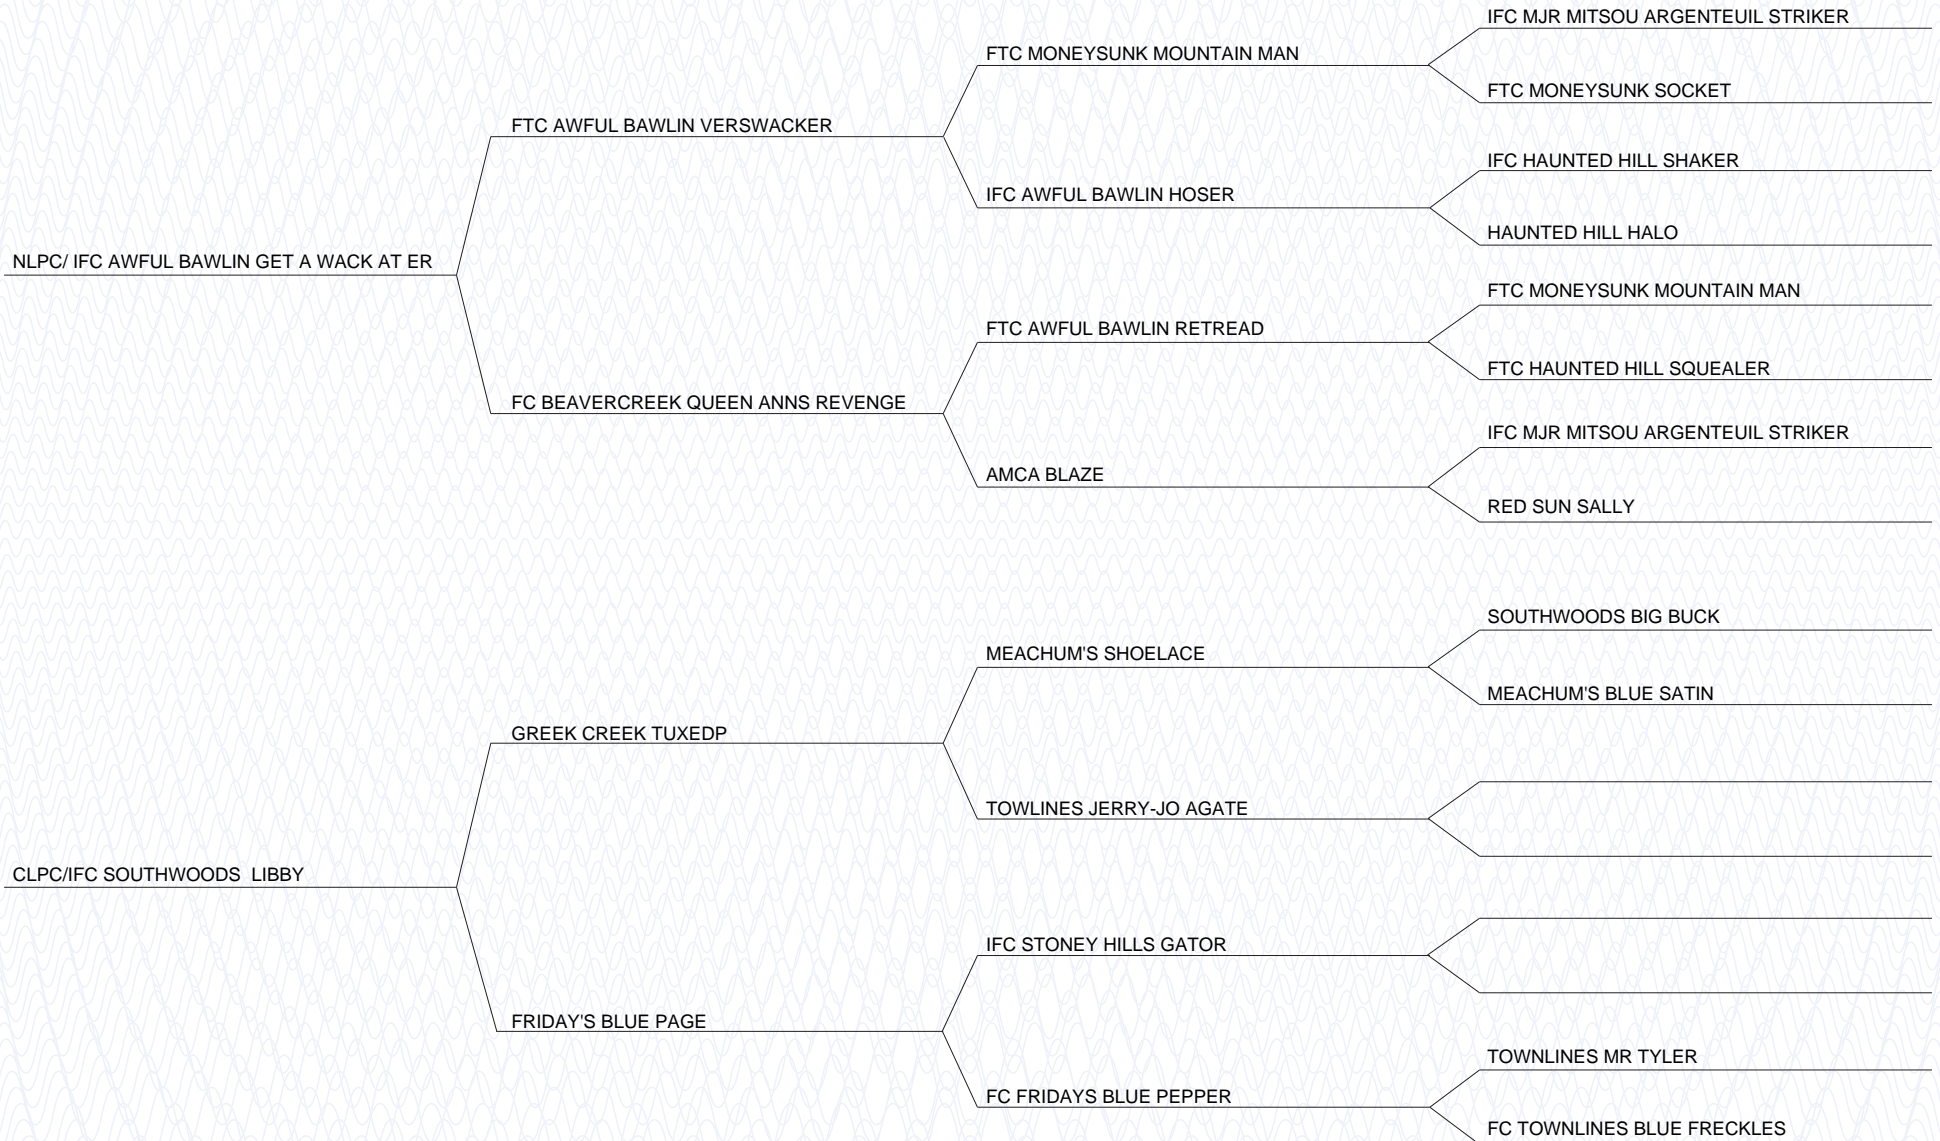 IFC MJR MITSOU ARGENTEUIL STRIKER
FTC MONEYSUNK MOUNTAIN MAN
FTC MONEYSUNK SOCKET
FTC AWFUL BAWLIN VERSWACKER
IFC HAUNTED HILL SHAKER
IFC AWFUL BAWLIN HOSER
HAUNTED HILL HALO
NLPC/ IFC AWFUL BAWLIN GET A WACK AT ER
FTC MONEYSUNK MOUNTAIN MAN
FTC AWFUL BAWLIN RETREAD
FTC HAUNTED HILL SQUEALER
FC BEAVERCREEK QUEEN ANNS REVENGE
IFC MJR MITSOU ARGENTEUIL STRIKER
AMCA BLAZE
RED SUN SALLY
SOUTHWOODS BIG BUCK
MEACHUM'S SHOELACE
MEACHUM'S BLUE SATIN
GREEK CREEK TUXEDP
TOWLINES JERRY-JO AGATE
CLPC/IFC SOUTHWOODS  LIBBY
IFC STONEY HILLS GATOR
FRIDAY'S BLUE PAGE
TOWNLINES MR TYLER
FC FRIDAYS BLUE PEPPER
FC TOWNLINES BLUE FRECKLES